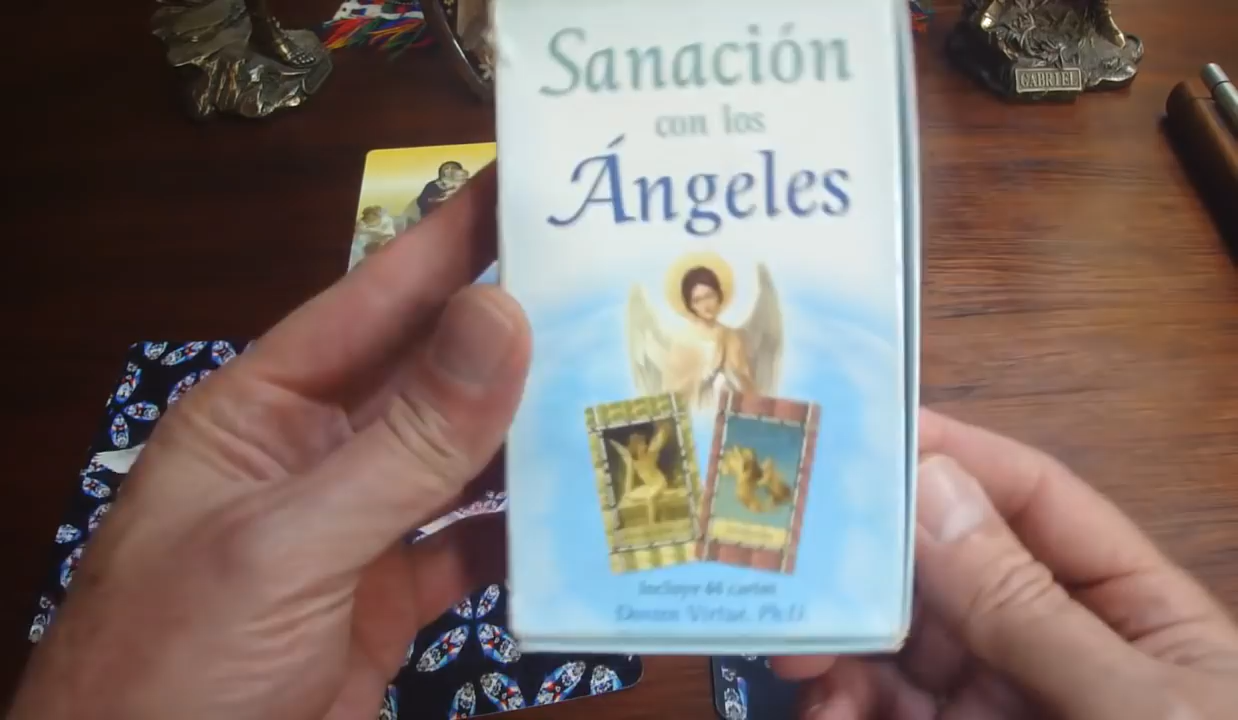 GABRIEL
Sanación
con los
Ángeles
Incluye 44 cartas
Doreen Virtue, Ph.D.